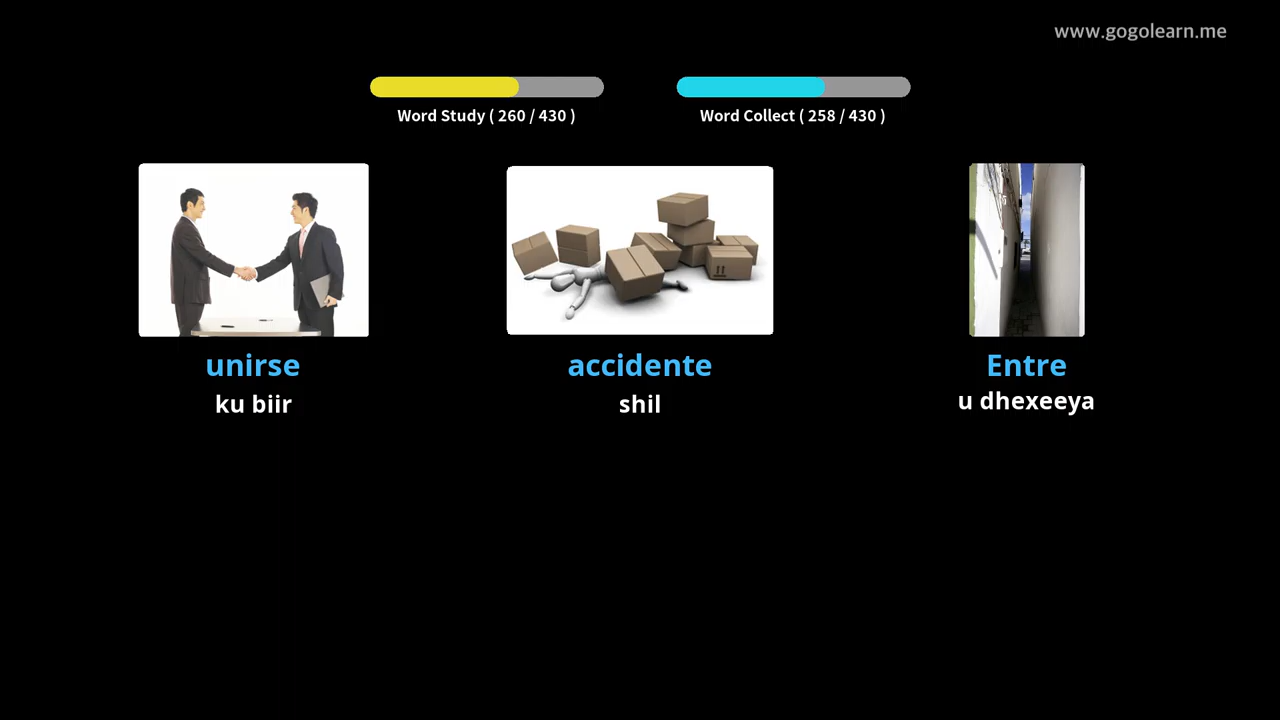 www.gogolearn.me
Word Study ( 260 / 430 )
Word Collect ( 258 / 430 )
unirse
ku biir
accidente
shil
Entre
u dhexeeya